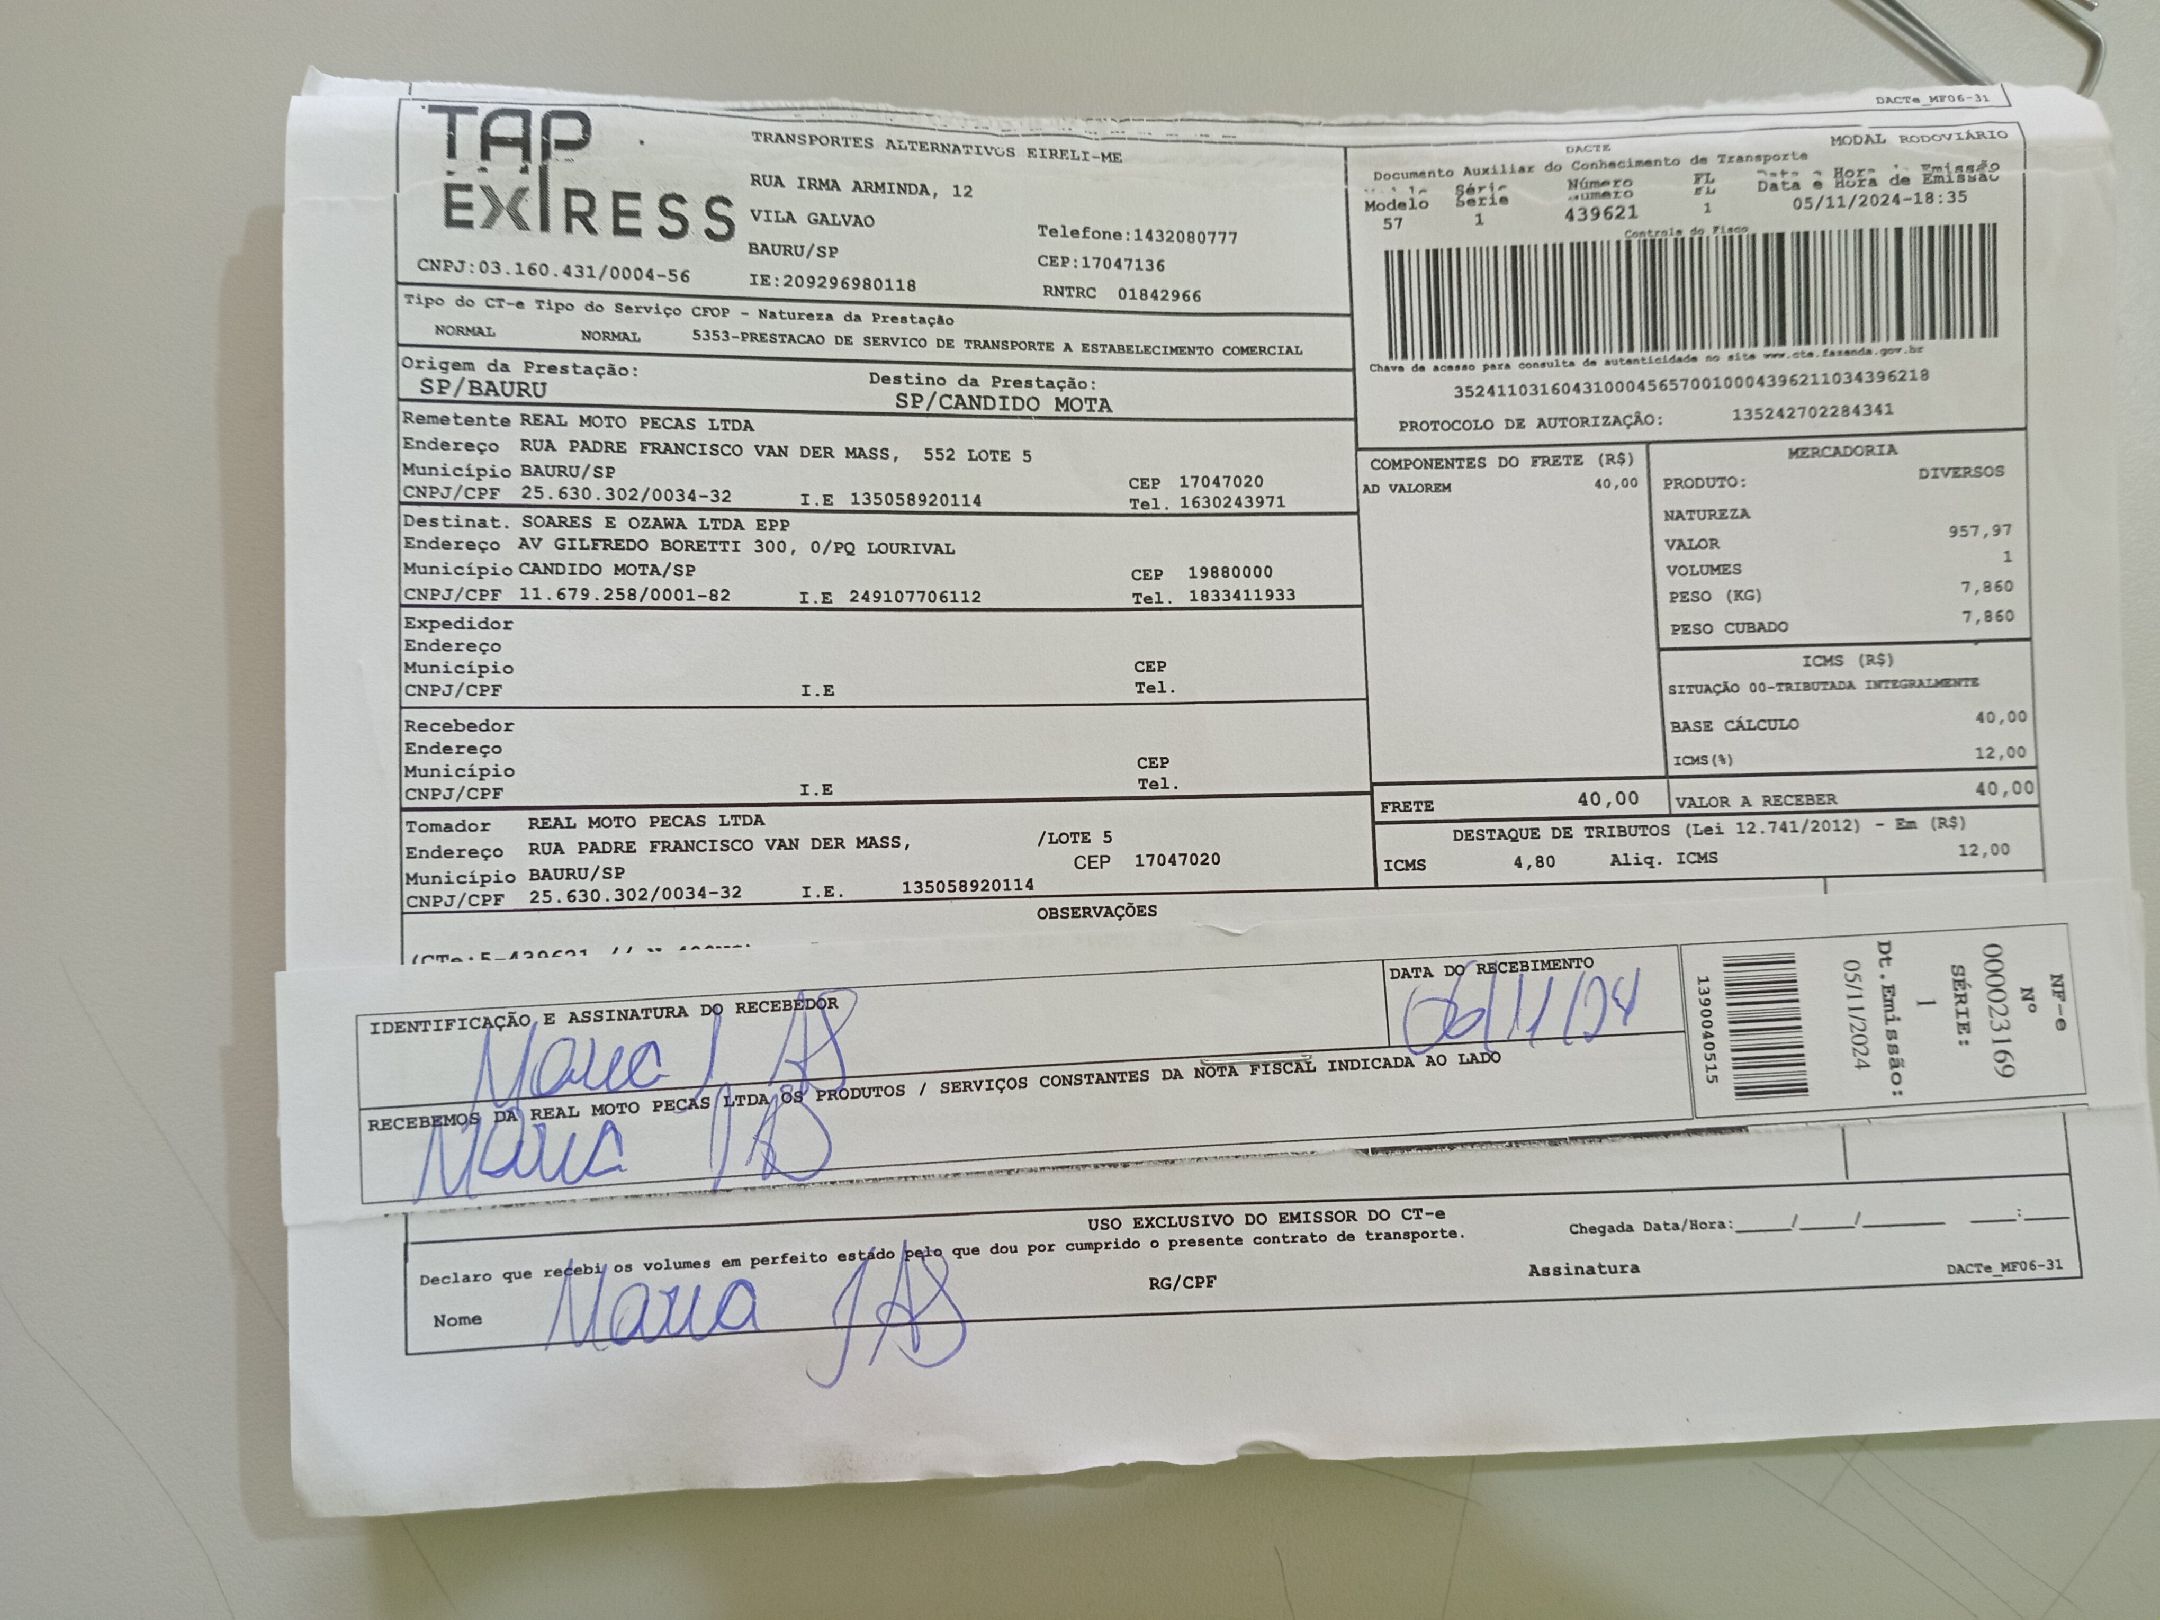 DACTe_MF06-31
TAP
EXPRESS
CNPJ:03.160.431/0004-56
TRANSPORTES ALTERNATIVOS EIRELI-ME
RUA IRMA ARMINDA, 12
VILA GALVAO
BAURU/SP
IE:209296980118
Telefone:1432080777
CEP:17047136
RNTRC 01842966
DACTE
MODAL RODOVIÁRIO
Documento Auxiliar do Conhecimento de Transporte
Modelo Série Número FL Data e Hora de Emissão
57 1 439621 1 05/11/2024-18:35
Controle do Fisco
Chave de acesso para consulta de autenticidade no site www.cte.fazenda.gov.br
35241103160431000456570010004396211034396218
PROTOCOLO DE AUTORIZAÇÃO: 135242702284341
Tipo do CT-e Tipo do Serviço CFOP - Natureza da Prestação
NORMAL NORMAL 5353-PRESTACAO DE SERVICO DE TRANSPORTE A ESTABELECIMENTO COMERCIAL
Origem da Prestação: Destino da Prestação:
SP/BAURU SP/CANDIDO MOTA
Remetente REAL MOTO PECAS LTDA
Endereço RUA PADRE FRANCISCO VAN DER MASS, 552 LOTE 5
Município BAURU/SP CEP 17047020
CNPJ/CPF 25.630.302/0034-32 I.E 135058920114 Tel. 1630243971
Destinat. SOARES E OZAWA LTDA EPP
Endereço AV GILFREDO BORETTI 300, 0/PQ LOURIVAL
Município CANDIDO MOTA/SP CEP 19880000
CNPJ/CPF 11.679.258/0001-82 I.E 249107706112 Tel. 1833411933
Expedidor
Endereço
Município CEP
CNPJ/CPF I.E Tel.
Recebedor
Endereço
Município CEP
CNPJ/CPF I.E Tel.
Tomador REAL MOTO PECAS LTDA
Endereço RUA PADRE FRANCISCO VAN DER MASS, /LOTE 5
Município BAURU/SP CEP 17047020
CNPJ/CPF 25.630.302/0034-32 I.E. 135058920114
COMPONENTES DO FRETE (R$)
AD VALOREM 40,00
MERCADORIA
PRODUTO: DIVERSOS
NATUREZA
VALOR 957,97
VOLUMES 1
PESO (KG) 7,860
PESO CUBADO 7,860
ICMS (R$)
SITUAÇÃO 00-TRIBUTADA INTEGRALMENTE
BASE CÁLCULO 40,00
ICMS(%) 12,00
FRETE 40,00 VALOR A RECEBER 40,00
DESTAQUE DE TRIBUTOS (Lei 12.741/2012) - Em (R$)
ICMS 4,80 Aliq. ICMS 12,00
OBSERVAÇÕES
IDENTIFICAÇÃO E ASSINATURA DO RECEBEDOR
Maria J AS
DATA DO RECEBIMENTO
06/11/24
RECEBEMOS DA REAL MOTO PEÇAS LTDA OS PRODUTOS / SERVIÇOS CONSTANTES DA NOTA FISCAL INDICADA AO LADO
Maria J AS
NF-e
Nº
000023169
SÉRIE:
1
Dt.Emissão:
05/11/2024
1390040515
USO EXCLUSIVO DO EMISSOR DO CT-e
Declaro que recebi os volumes em perfeito estado pelo que dou por cumprido o presente contrato de transporte.
Chegada Data/Hora:____/____/______ ___:___
Nome Maria J AS RG/CPF Assinatura
DACTe_MF06-31